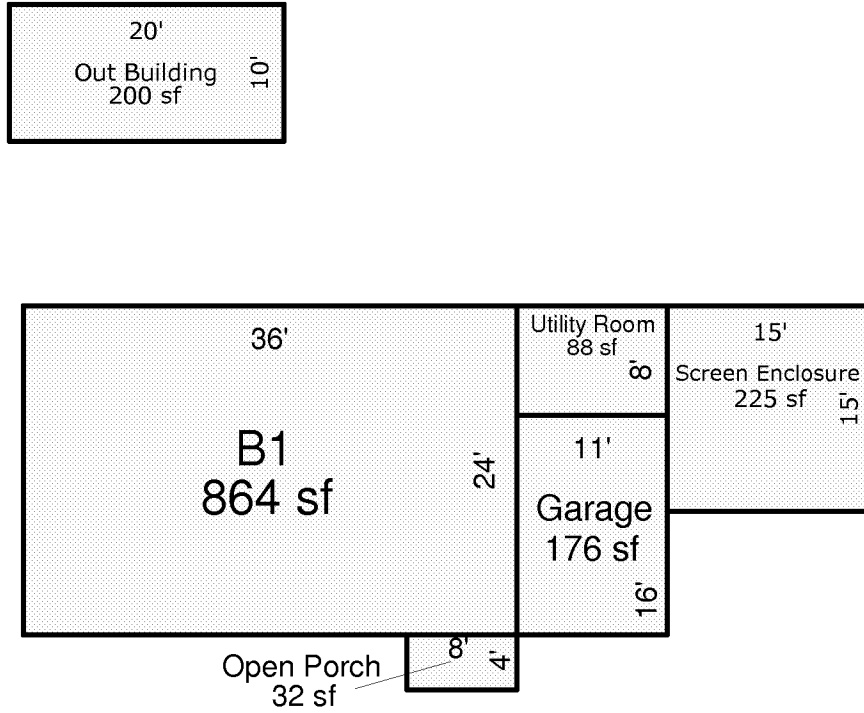 20'
Out Building
200 sf
10'
36'
B1
864 sf
24'
Utility Room
88 sf
8'
11'
Garage
176 sf
16'
15'
Screen Enclosure
225 sf
15'
Open Porch
32 sf
8'
4'